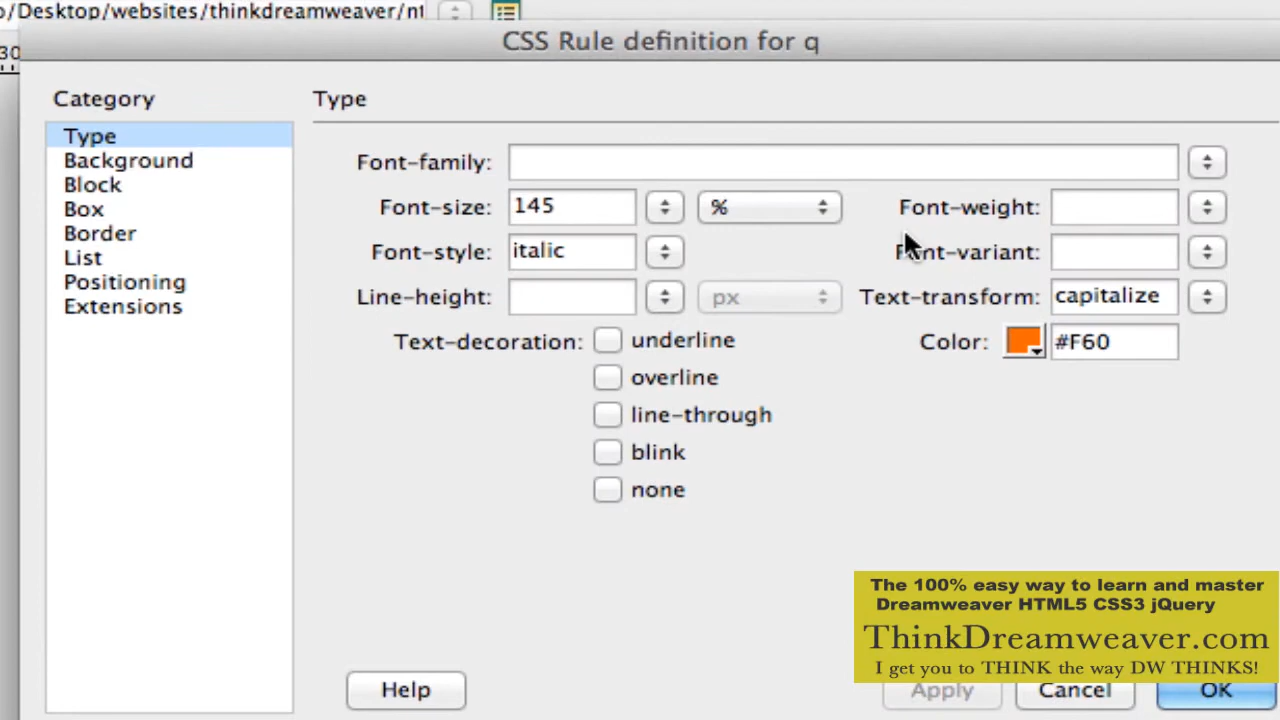 o/Desktop/websites/thinkdreamweaver/nt
30
CSS Rule definition for q
Category
Type
Type
Background
Block
Box
Border
List
Positioning
Extensions
Font-family:
Font-size: 145 % Font-weight:
Font-style: italic Font-variant:
Line-height: px Text-transform: capitalize
Text-decoration: underline Color: #F60
overline
line-through
blink
none
The 100% easy way to learn and master
Dreamweaver HTML5 CSS3 jQuery
ThinkDreamweaver.com
I get you to THINK the way DW THINKS!
Help Apply Cancel OK